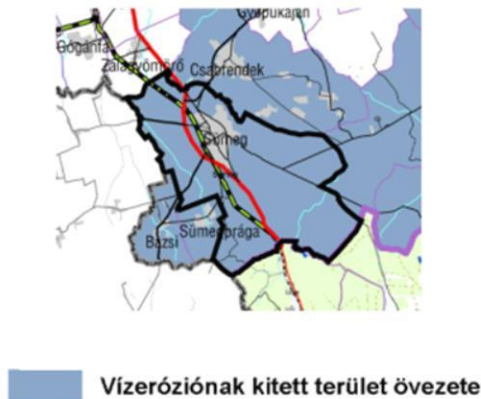 Gyepükaján
Gógánfa
Zalagyömörő
Csabrendek
Sümeg
Sümegprága
Bazsi
Vízeróziónak kitett terület övezete